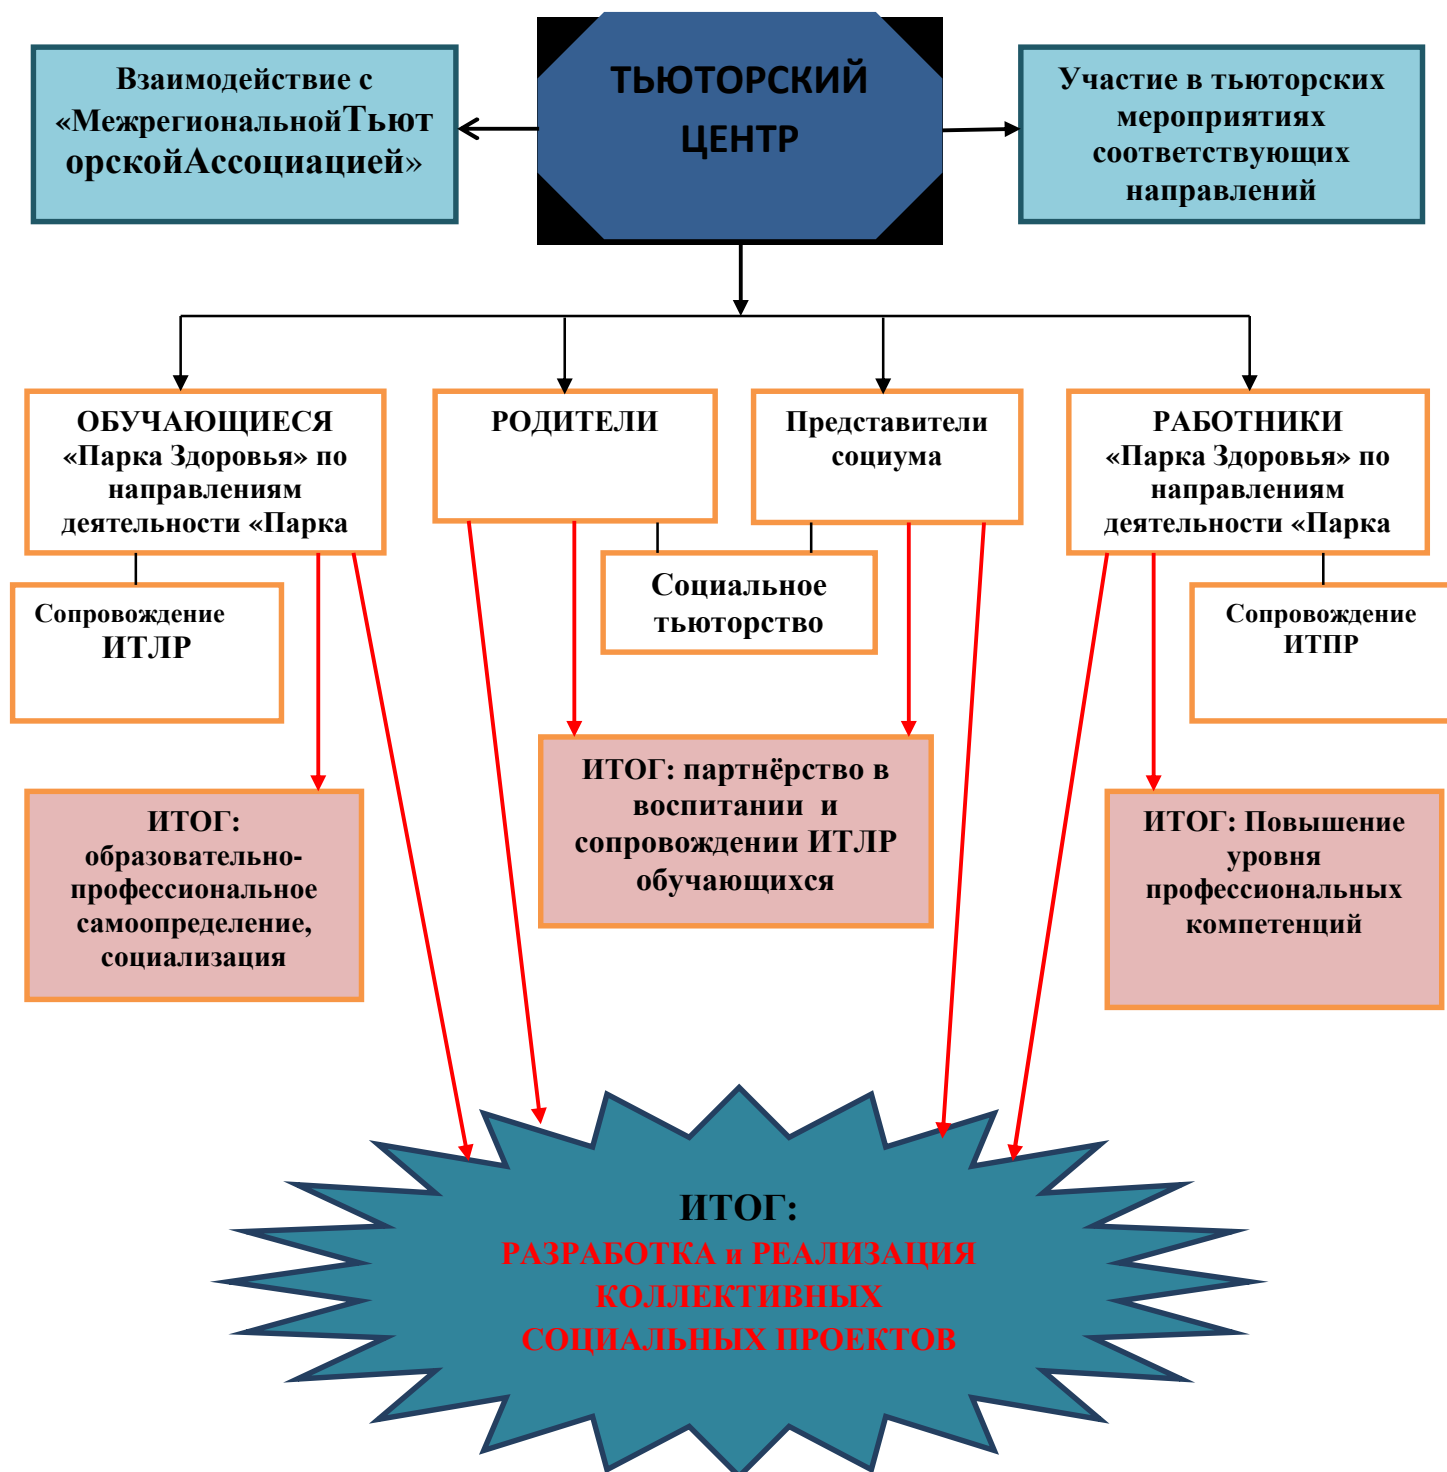 Взаимодействие с
«МежрегиональнойТьют
орскойАссоциацией»
ТЬЮТОРСКИЙ
ЦЕНТР
Участие в тьюторских
мероприятиях
соответствующих
направлений
ОБУЧАЮЩИЕСЯ
«Парка Здоровья» по
направлениям
деятельности «Парка
РОДИТЕЛИ
Представители
социума
РАБОТНИКИ
«Парка Здоровья» по
направлениям
деятельности «Парка
Сопровождение
ИТЛР
Социальное
тьюторство
Сопровождение
ИТПР
ИТОГ:
образовательно-
профессиональное
самоопределение,
социализация
ИТОГ: партнёрство в
воспитании и
сопровождении ИТЛР
обучающихся
ИТОГ: Повышение
уровня
профессиональных
компетенций
ИТОГ:
РАЗРАБОТКА и РЕАЛИЗАЦИЯ
КОЛЛЕКТИВНЫХ
СОЦИАЛЬНЫХ ПРОЕКТОВ